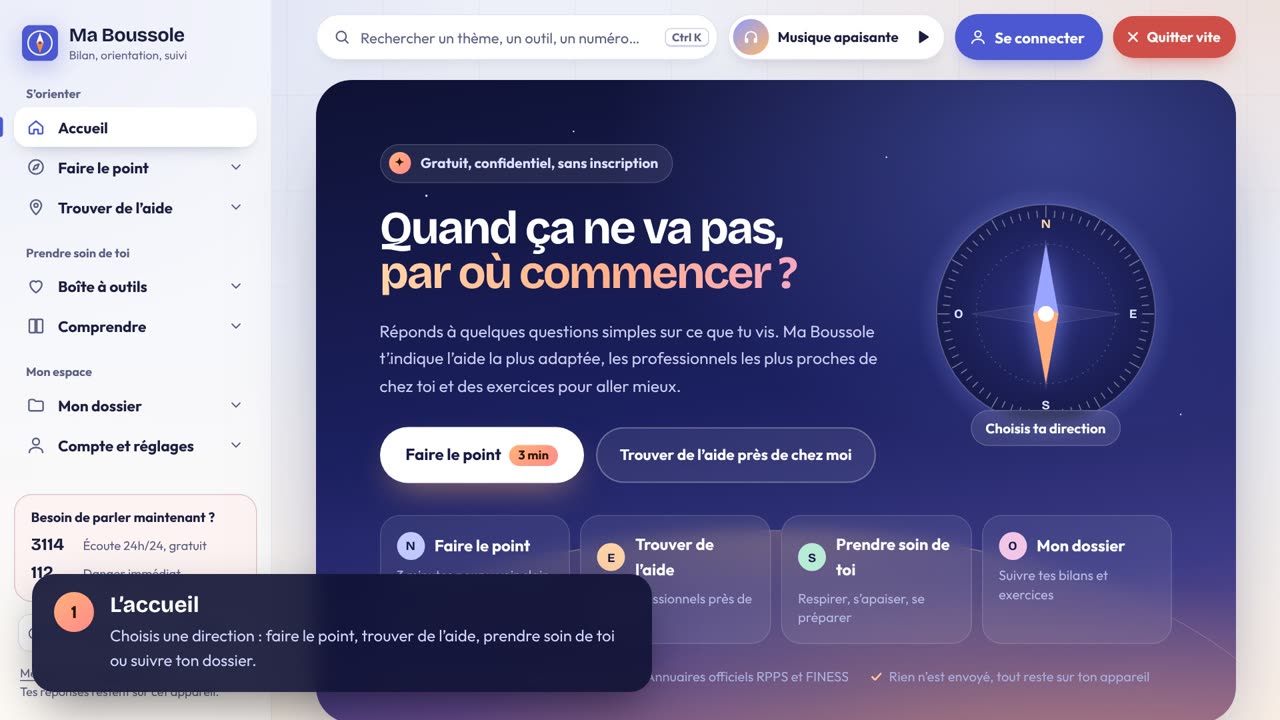 Ma Boussole
Bilan, orientation, suivi
S'orienter
Accueil
Faire le point
Trouver de l'aide
Prendre soin de toi
Boîte à outils
Comprendre
Mon espace
Mon dossier
Compte et réglages
Besoin de parler maintenant ?
3114 Écoute 24h/24, gratuit
112 Danger immédiat
Tes réponses restent sur cet appareil.
Rechercher un thème, un outil, un numéro... Ctrl K
Musique apaisante
Se connecter
Quitter vite
Gratuit, confidentiel, sans inscription
Quand ça ne va pas,
par où commencer ?
Réponds à quelques questions simples sur ce que tu vis. Ma Boussole
t'indique l'aide la plus adaptée, les professionnels les plus proches de
chez toi et des exercices pour aller mieux.
Faire le point 3 min
Trouver de l'aide près de chez moi
N
O
E
S
Choisis ta direction
N Faire le point
E Trouver de
l'aide
près de
S Prendre soin de
toi
Respirer, s'apaiser, se
préparer
O Mon dossier
Suivre tes bilans et
exercices
Annuaires officiels RPPS et FINESS
Rien n'est envoyé, tout reste sur ton appareil
1
L'accueil
Choisis une direction : faire le point, trouver de l'aide, prendre soin de toi
ou suivre ton dossier.